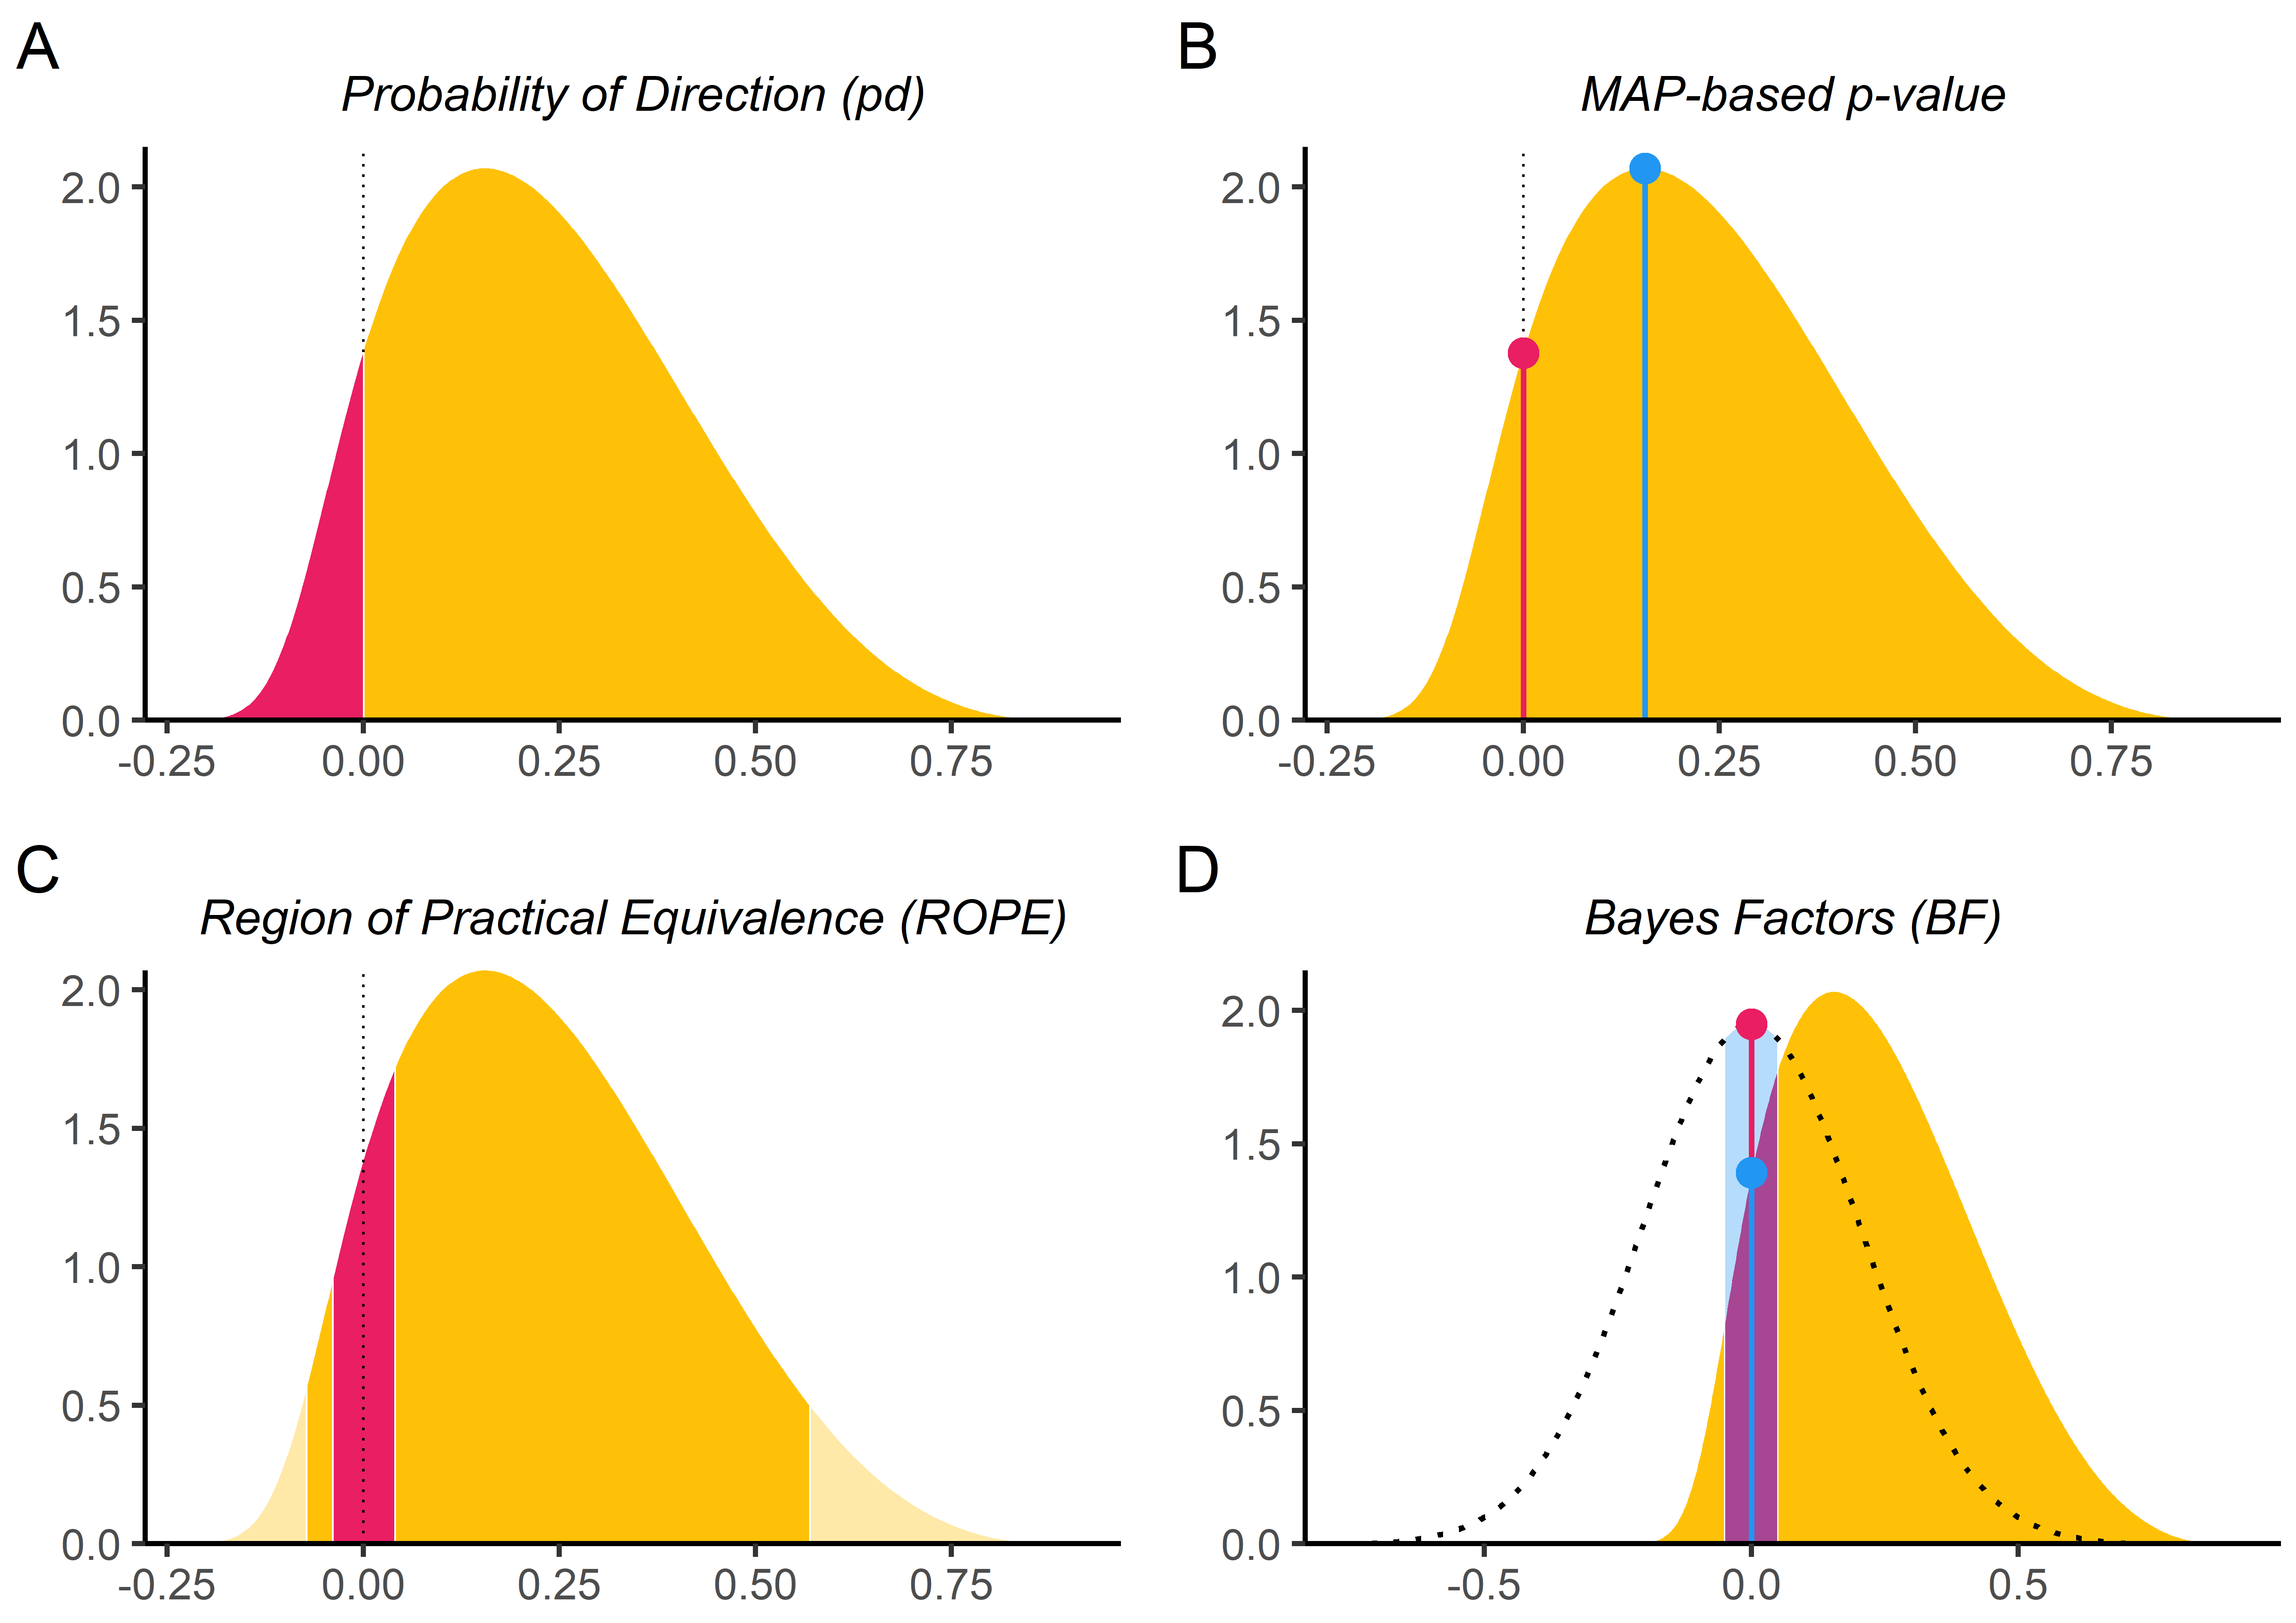 A
Probability of Direction (pd)
2.0
1.5
1.0
0.5
0.0
-0.25 0.00 0.25 0.50 0.75
B
MAP-based p-value
2.0
1.5
1.0
0.5
0.0
-0.25 0.00 0.25 0.50 0.75
C
Region of Practical Equivalence (ROPE)
2.0
1.5
1.0
0.5
0.0
-0.25 0.00 0.25 0.50 0.75
D
Bayes Factors (BF)
2.0
1.5
1.0
0.5
0.0
-0.5 0.0 0.5